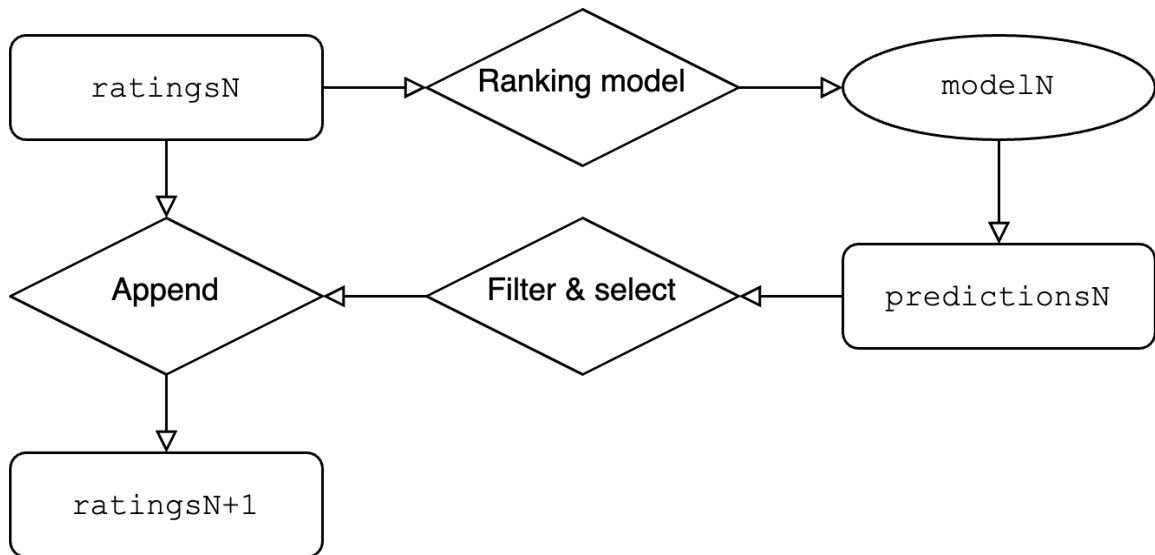 ratingsN
Ranking model
modelN
Append
Filter & select
predictionsN
ratingsN+1